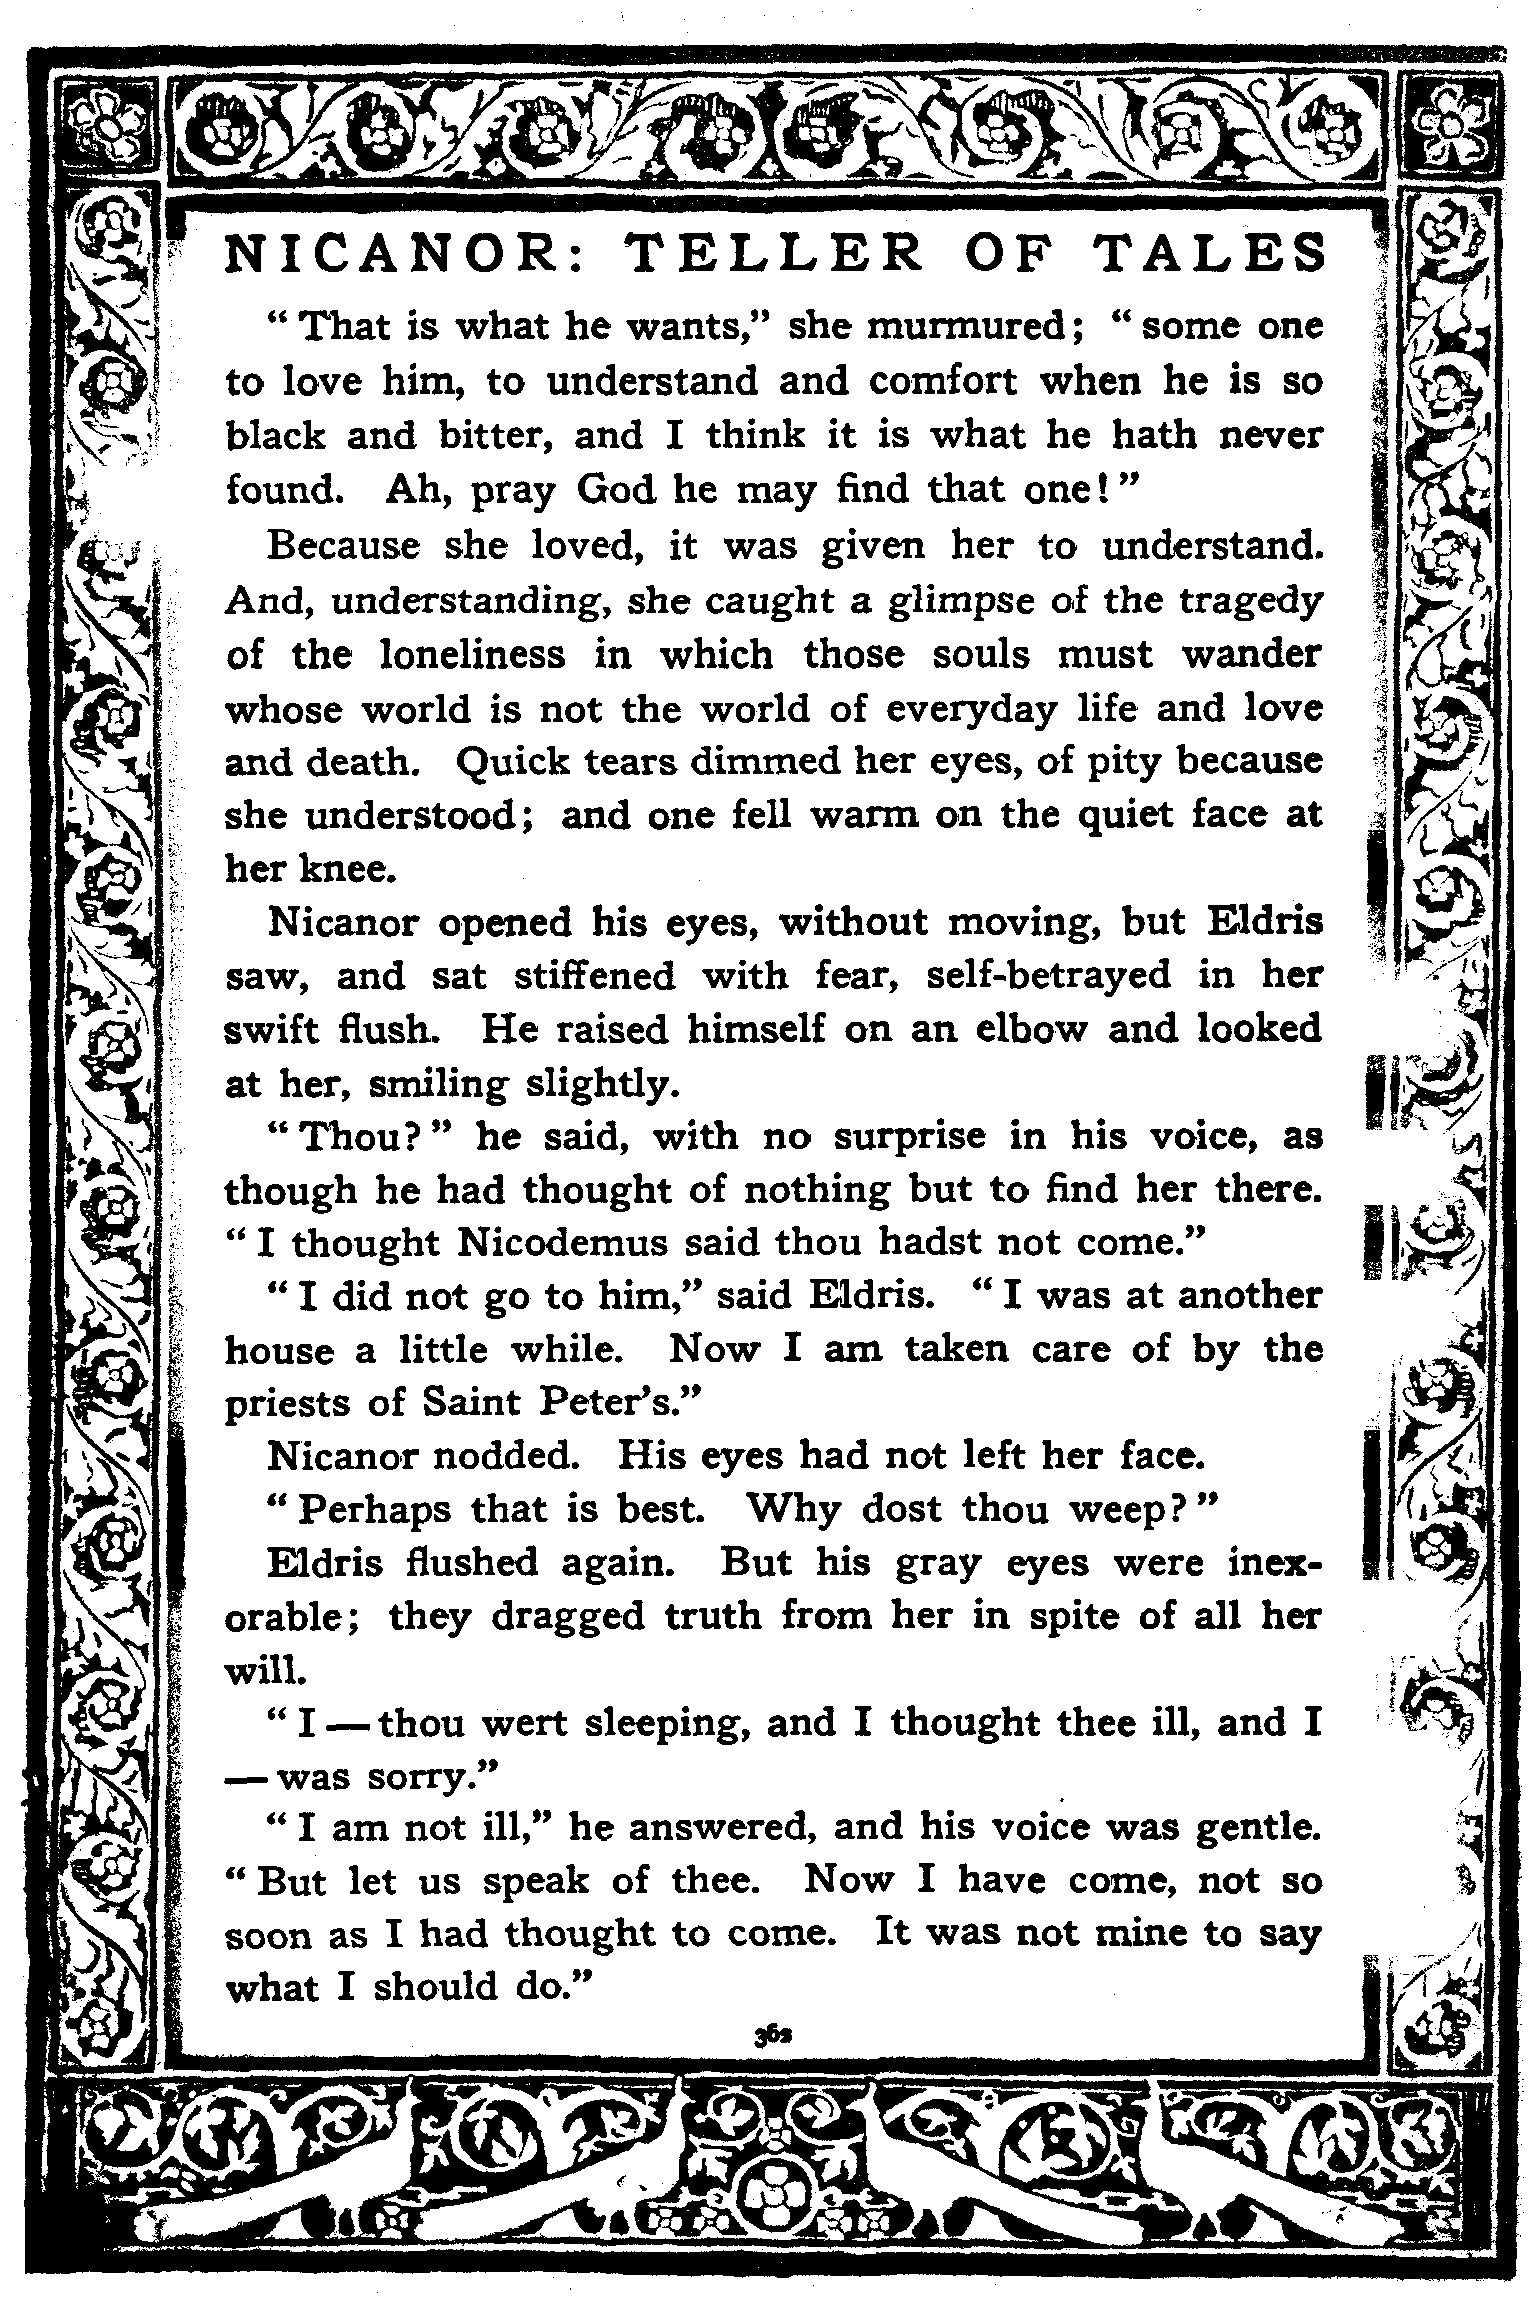 NICANOR: TELLER OF TALES
“That is what he wants,” she murmured; “some one
to love him, to understand and comfort when he is so
black and bitter, and I think it is what he hath never
found. Ah, pray God he may find that one!”
Because she loved, it was given her to understand.
And, understanding, she caught a glimpse of the tragedy
of the loneliness in which those souls must wander
whose world is not the world of everyday life and love
and death. Quick tears dimmed her eyes, of pity because
she understood; and one fell warm on the quiet face at
her knee.
Nicanor opened his eyes, without moving, but Eldris
saw, and sat stiffened with fear, self-betrayed in her
swift flush. He raised himself on an elbow and looked
at her, smiling slightly.
“Thou?” he said, with no surprise in his voice, as
though he had thought of nothing but to find her there.
“I thought Nicodemus said thou hadst not come.”
“I did not go to him,” said Eldris. “I was at another
house a little while. Now I am taken care of by the
priests of Saint Peter’s.”
Nicanor nodded. His eyes had not left her face.
“Perhaps that is best. Why dost thou weep?”
Eldris flushed again. But his gray eyes were inex-
orable; they dragged truth from her in spite of all her
will.
“I—thou wert sleeping, and I thought thee ill, and I
—was sorry.”
“I am not ill,” he answered, and his voice was gentle.
“But let us speak of thee. Now I have come, not so
soon as I had thought to come. It was not mine to say
what I should do.”
362